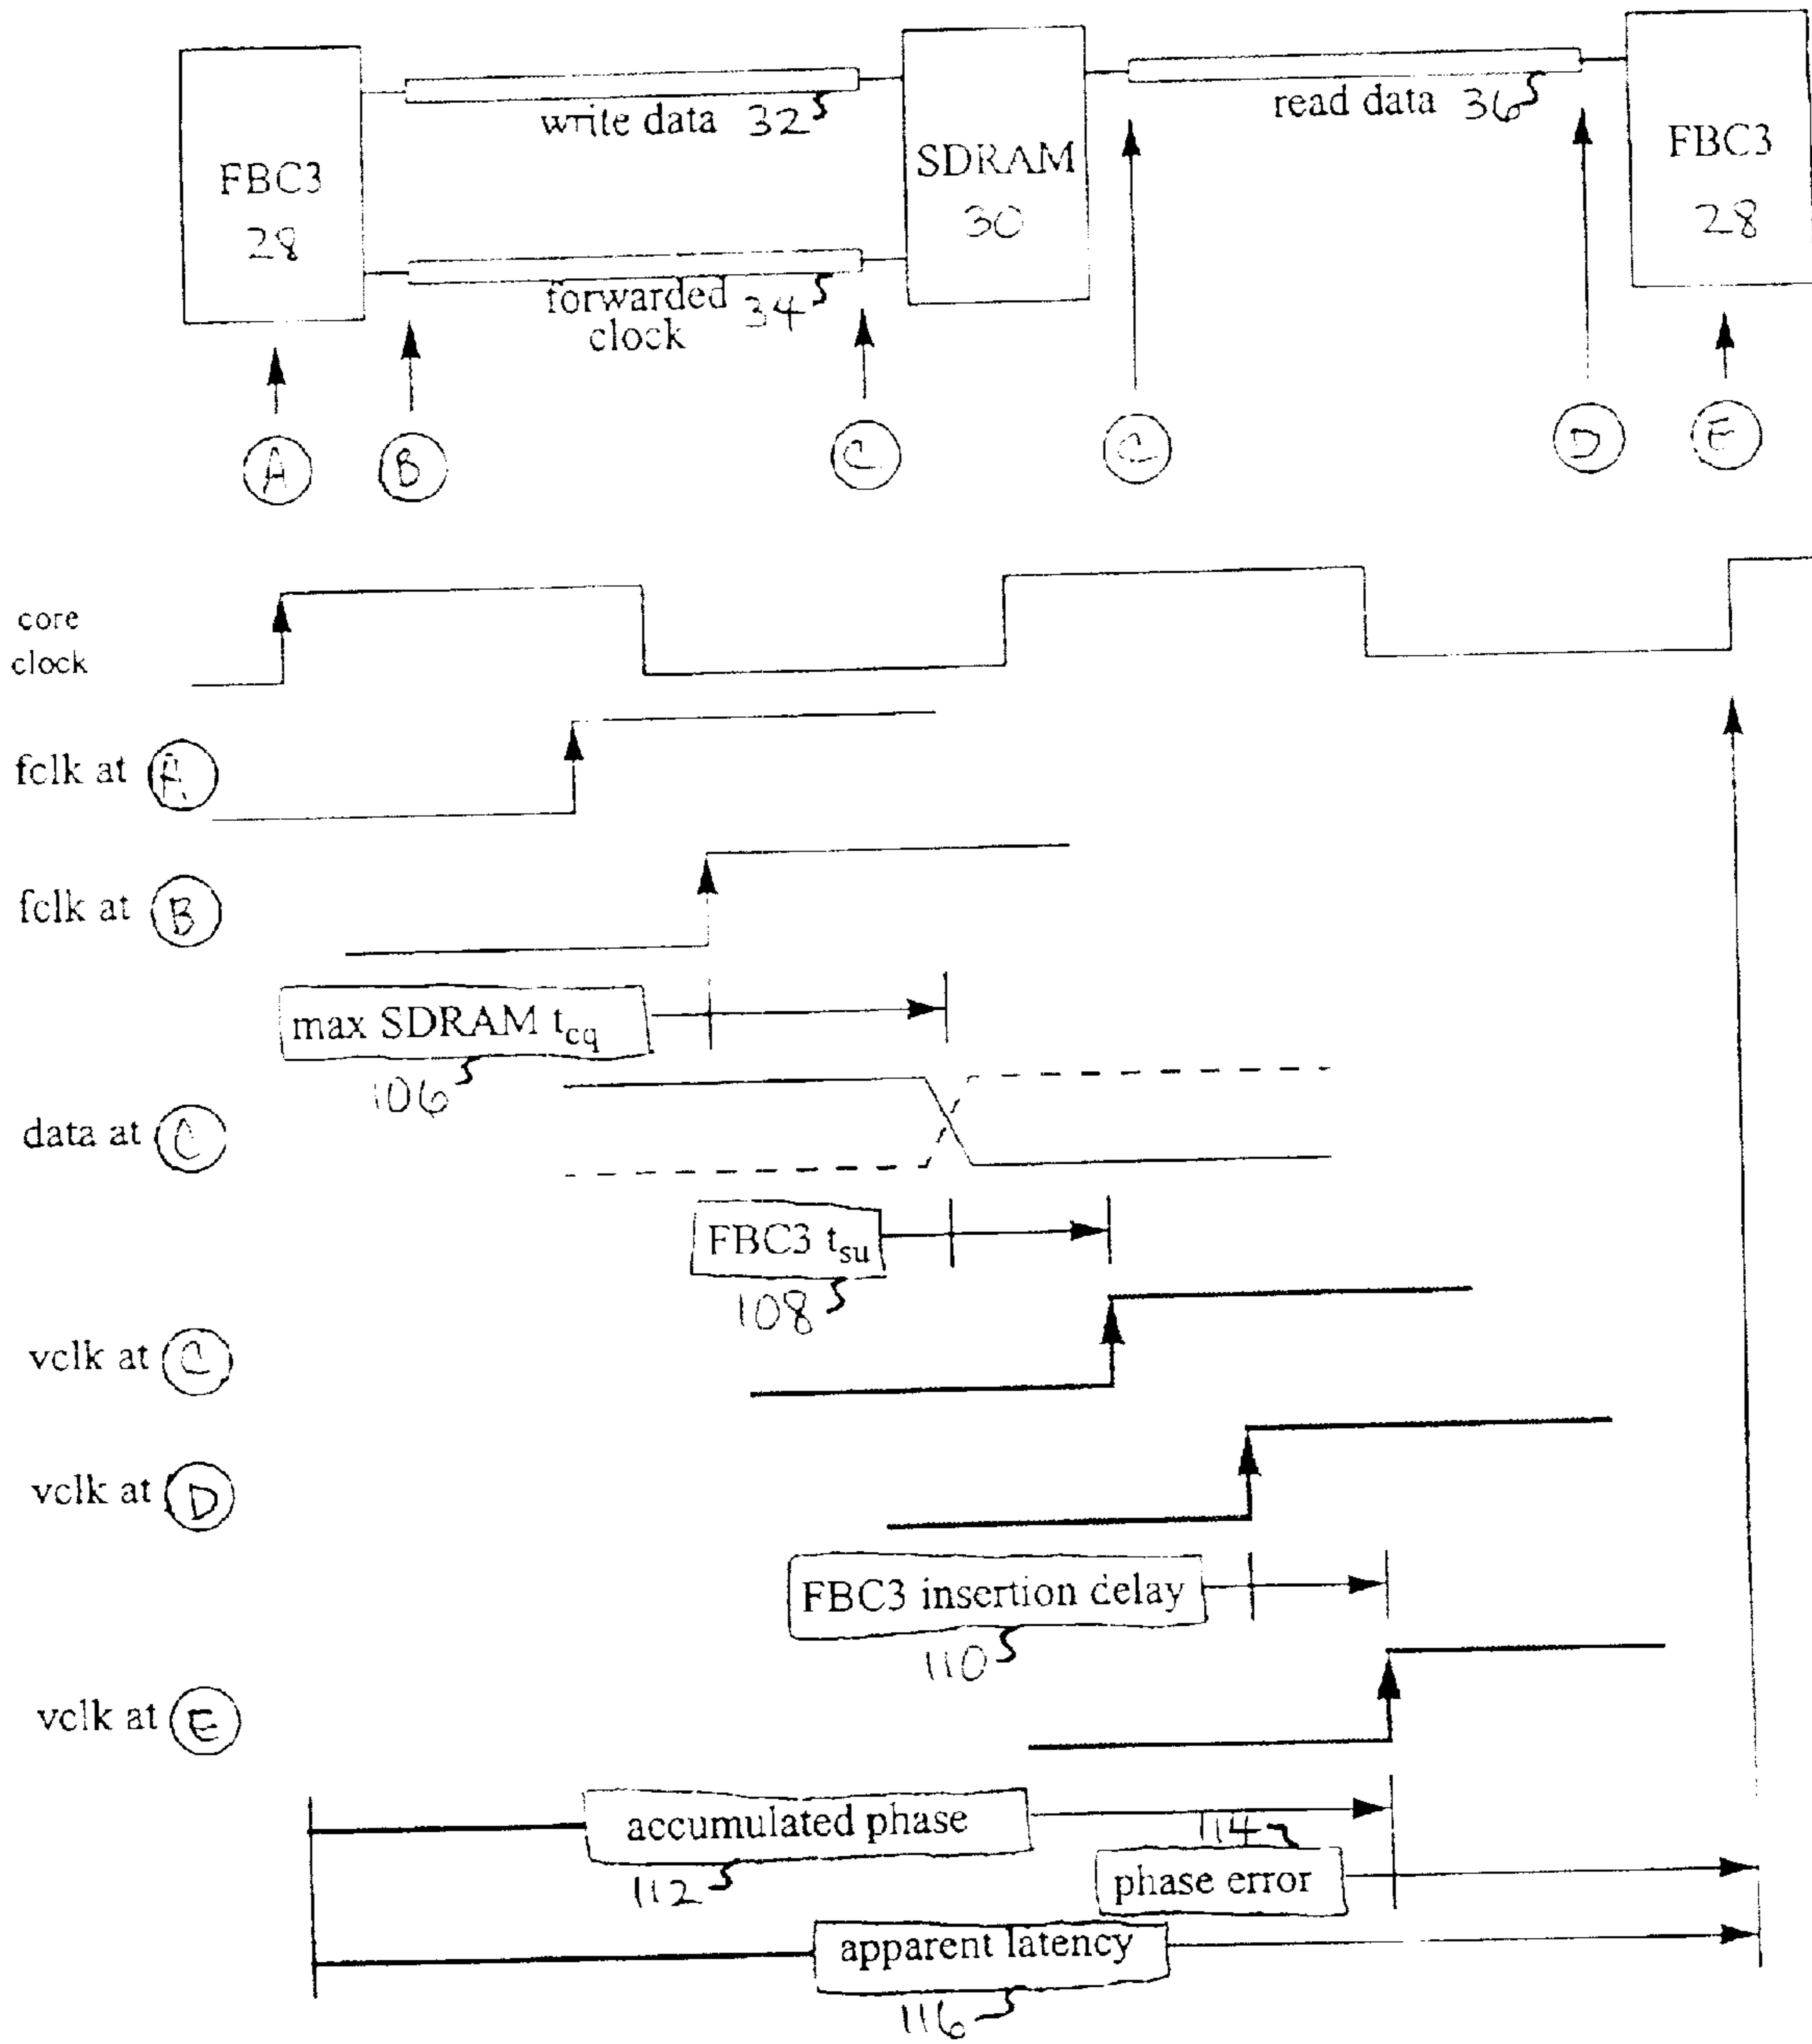 FBC3
28
write data 32
forwarded 34
clock
SDRAM
30
read data 36
FBC3
28
A
B
C
C
D
E
core
clock
fclk at A
fclk at B
max SDRAM tcq
106
data at C
FBC3 tsu
108
vclk at C
vclk at D
FBC3 insertion delay
110
vclk at E
accumulated phase
112
114
phase error
apparent latency
116